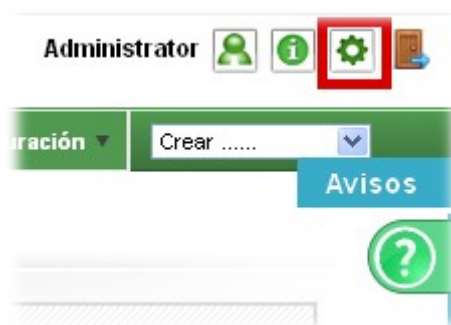 Administrator
uración
Crear ......
Avisos
?